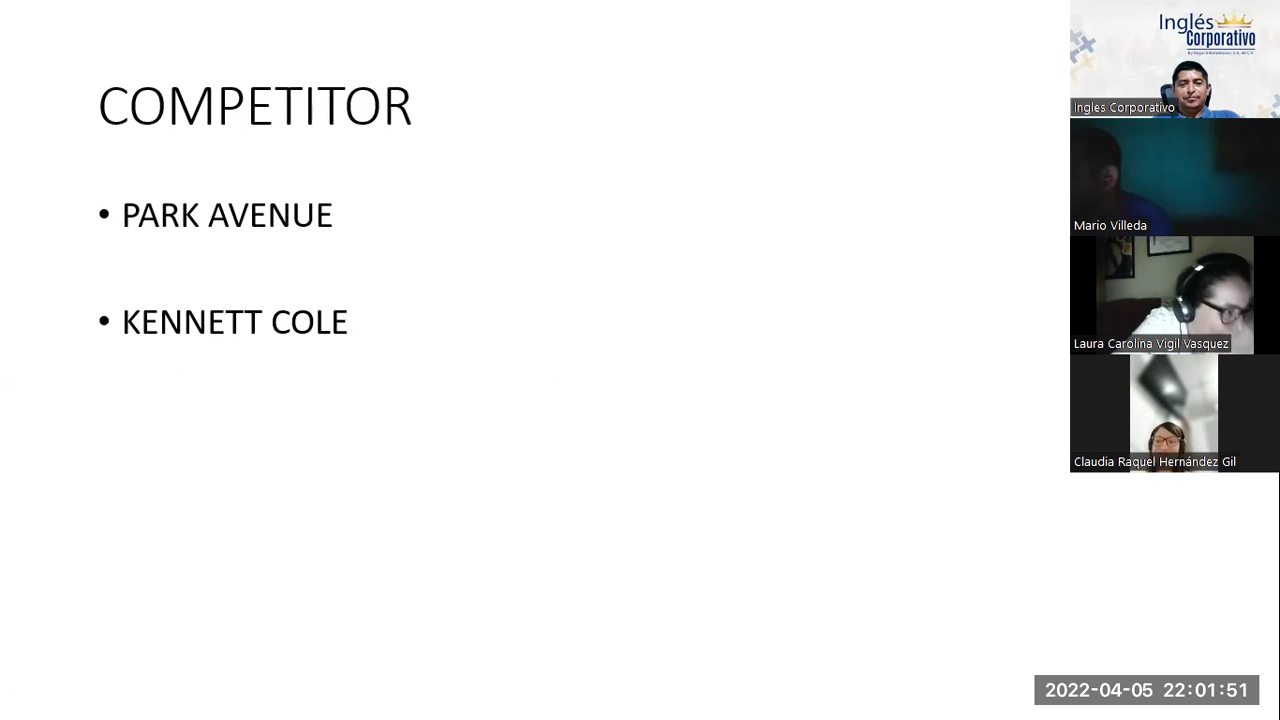 COMPETITOR
• PARK AVENUE
• KENNETT COLE
Inglés
Corporativo
Ingles Corporativo
Mario Villeda
Laura Carolina Vigil Vasquez
Claudia Raquel Hernández Gil
2022-04-05 22:01:51